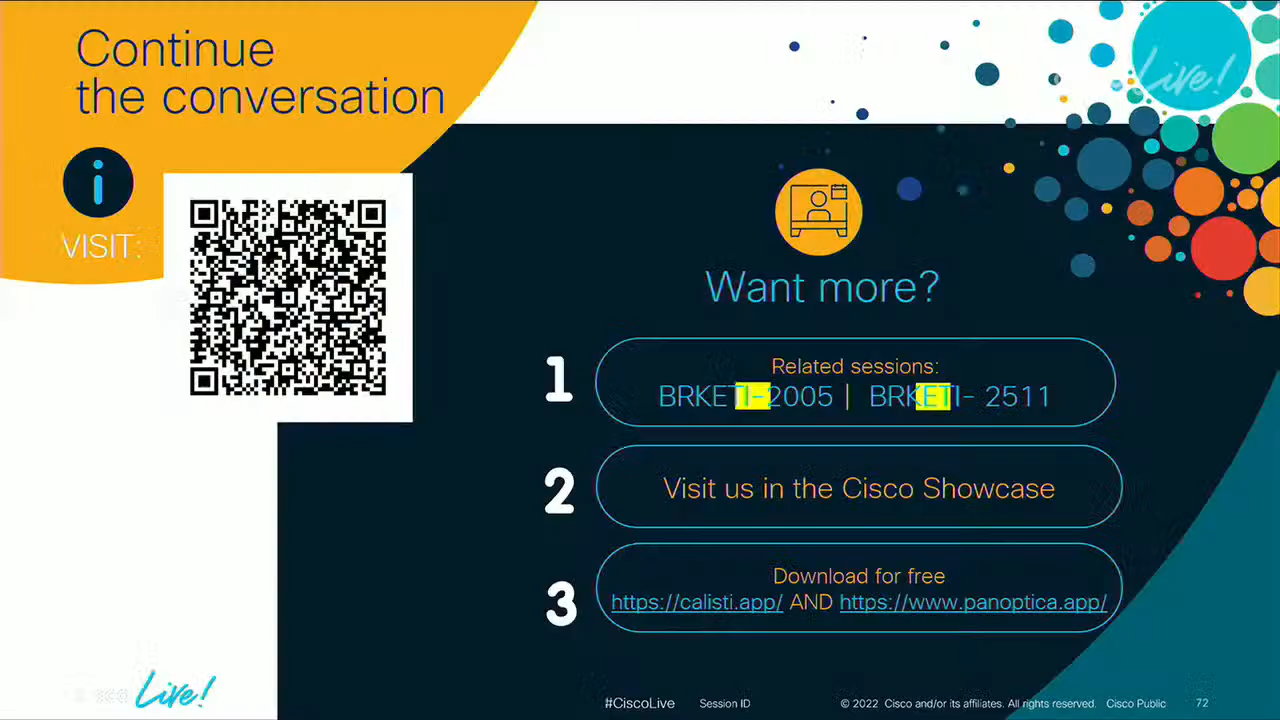 Continue
the conversation
Live!
i
VISIT:
Want more?
1
Related sessions:
BRKETI-2005 | BRKETI- 2511
2
Visit us in the Cisco Showcase
3
Download for free
https://calisti.app/ AND https://www.panoptica.app/
Live!
#CiscoLive Session ID © 2022 Cisco and/or its affiliates. All rights reserved. Cisco Public 72